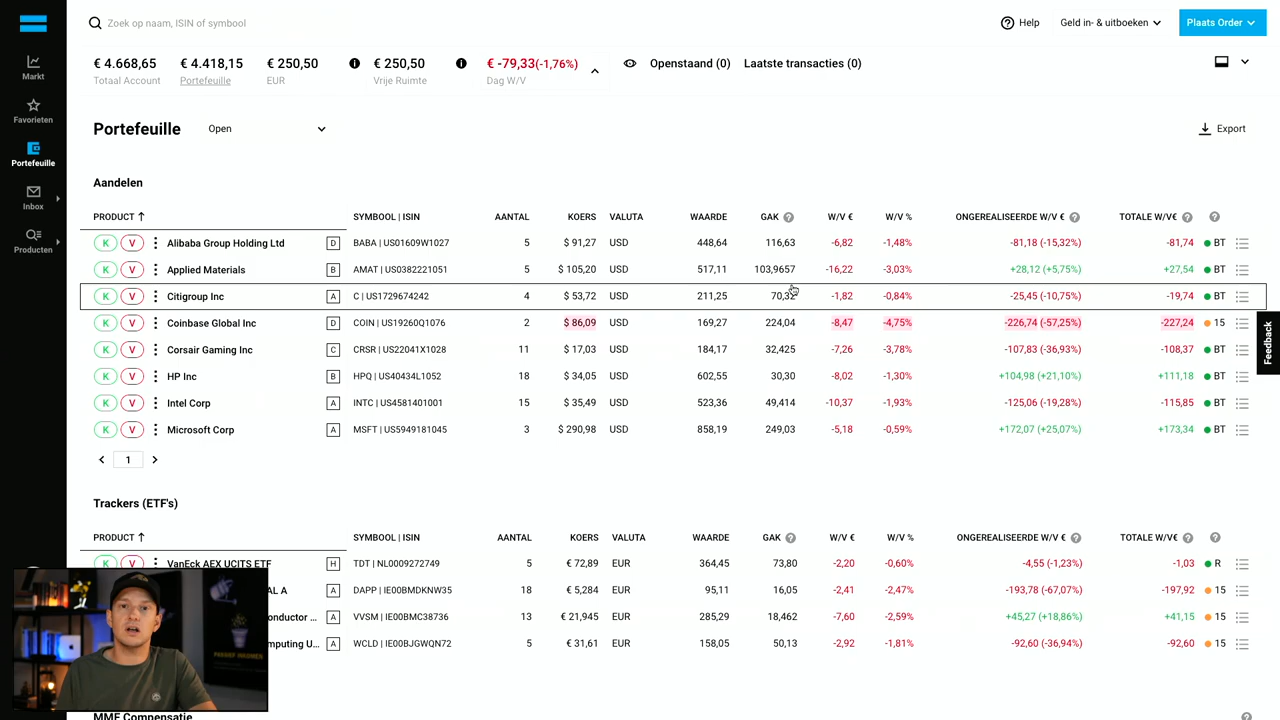 Zoek op naam, ISIN of symbool
Help
Geld in- & uitboeken
Plaats Order
€ 4.668,65 € 4.418,15 € 250,50 € 250,50 € -79,33(-1,76%) Openstaand (0) Laatste transacties (0)
Totaal Account Portefeuille EUR Vrije Ruimte Dag W/V
Markt
Favorieten
Portefeuille
Inbox
Producten
Portefeuille Open Export
Aandelen
PRODUCT SYMBOOL | ISIN AANTAL KOERS VALUTA WAARDE GAK W/V € W/V % ONGEREALISEERDE W/V € TOTALE W/V€
K V Alibaba Group Holding Ltd D BABA | US01609W1027 5 $ 91,27 USD 448,64 116,63 -6,82 -1,48% -81,18 (-15,32%) -81,74 BT
K V Applied Materials B AMAT | US0382221051 5 $ 105,20 USD 517,11 103,9657 -16,22 -3,03% +28,12 (+5,75%) +27,54 BT
K V Citigroup Inc A C | US1729674242 4 $ 53,72 USD 211,25 70,32 -1,82 -0,84% -25,45 (-10,75%) -19,74 BT
K V Coinbase Global Inc D COIN | US19260Q1076 2 $ 86,09 USD 169,27 224,04 -8,47 -4,75% -226,74 (-57,25%) -227,24 15
K V Corsair Gaming Inc C CRSR | US22041X1028 11 $ 17,03 USD 184,17 32,425 -7,26 -3,78% -107,83 (-36,93%) -108,37 BT
K V HP Inc B HPQ | US40434L1052 18 $ 34,05 USD 602,55 30,30 -8,02 -1,30% +104,98 (+21,10%) +111,18 BT
K V Intel Corp A INTC | US4581401001 15 $ 35,49 USD 523,36 49,414 -10,37 -1,93% -125,06 (-19,28%) -115,85 BT
K V Microsoft Corp A MSFT | US5949181045 3 $ 290,98 USD 858,19 249,03 -5,18 -0,59% +172,07 (+25,07%) +173,34 BT
1
Feedback
Trackers (ETF's)
PRODUCT SYMBOOL | ISIN AANTAL KOERS VALUTA WAARDE GAK W/V € W/V % ONGEREALISEERDE W/V € TOTALE W/V€
K V VanEck AEX UCITS ETF H TDT | NL0009272749 5 € 72,89 EUR 364,45 73,80 -2,20 -0,60% -4,55 (-1,23%) -1,03 R
AL A A DAPP | IE00BMDKNW35 18 € 5,284 EUR 95,11 16,05 -2,41 -2,47% -193,78 (-67,07%) -197,92 15
onductor ... A VVSM | IE00BMC38736 13 € 21,945 EUR 285,29 18,462 -7,60 -2,59% +45,27 (+18,86%) +41,15 15
mputing U... A WCLD | IE00BJGWQN72 5 € 31,61 EUR 158,05 50,13 -2,92 -1,81% -92,60 (-36,94%) -92,60 15
PASSIEF INKOMEN
MMF Compensatie